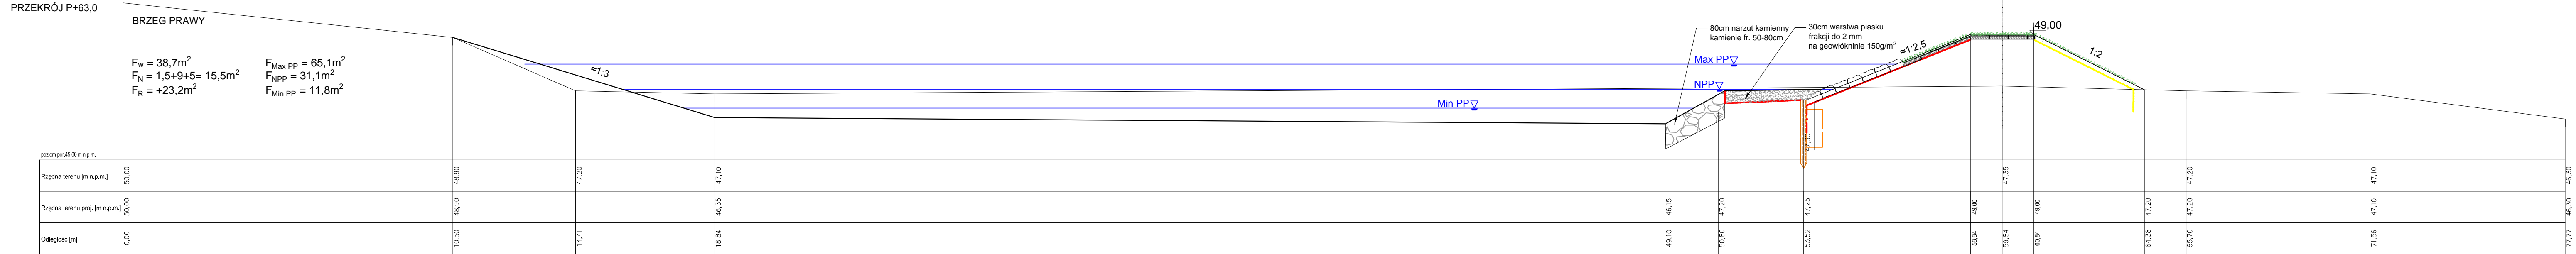 PRZEKRÓJ P+63,0
BRZEG PRAWY
Fw = 38,7m²
FN = 1,5+9+5= 15,5m²
FR = +23,2m²
FMax PP = 65,1m²
FNPP = 31,1m²
FMin PP = 11,8m²
≈1:3
Max PP
NPP
Min PP
80cm narzut kamienny
kamienie fr. 50-80cm
30cm warstwa piasku
frakcji do 2 mm
na geowłókninie 150g/m²
≈1:2,5
49,00
1:2
47,30
poziom por.45,00 m n.p.m.
Rzędna terenu [m n.p.m.] 50,00 48,90 47,20 47,10 47,35 47,20 47,10 46,30
Rzędna terenu proj. [m n.p.m.] 50,00 48,90 46,35 46,15 47,20 47,25 49,00 49,00 47,20 47,20 47,10 46,30
Odległość [m] 0,00 10,50 14,41 18,84 49,10 50,80 53,52 58,84 59,84 60,84 64,38 65,70 71,56 77,77